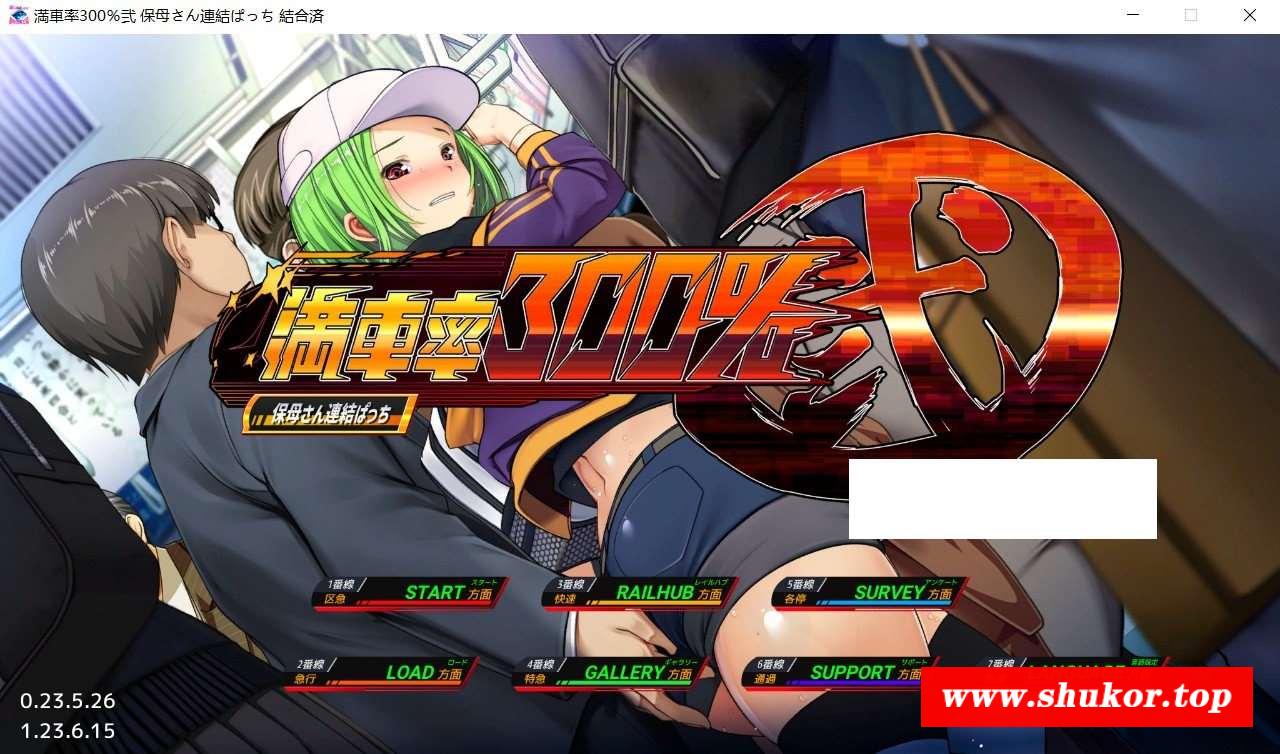 満車率300%弐 保母さん連結ぱっち 結合済
満車率300%
弐
保母さん連結ぱっち
1番線
区急
START
スタート
方面
3番線
快速
RAILHUB
レイルハブ
方面
5番線
各停
SURVEY
アンケート
方面
2番線
急行
LOAD
ロード
方面
4番線
特急
GALLERY
ギャラリー
方面
6番線
通過
SUPPORT
サポート
方面
LANGUAGE
言語設定
0.23.5.26
1.23.6.15
www.shukor.top